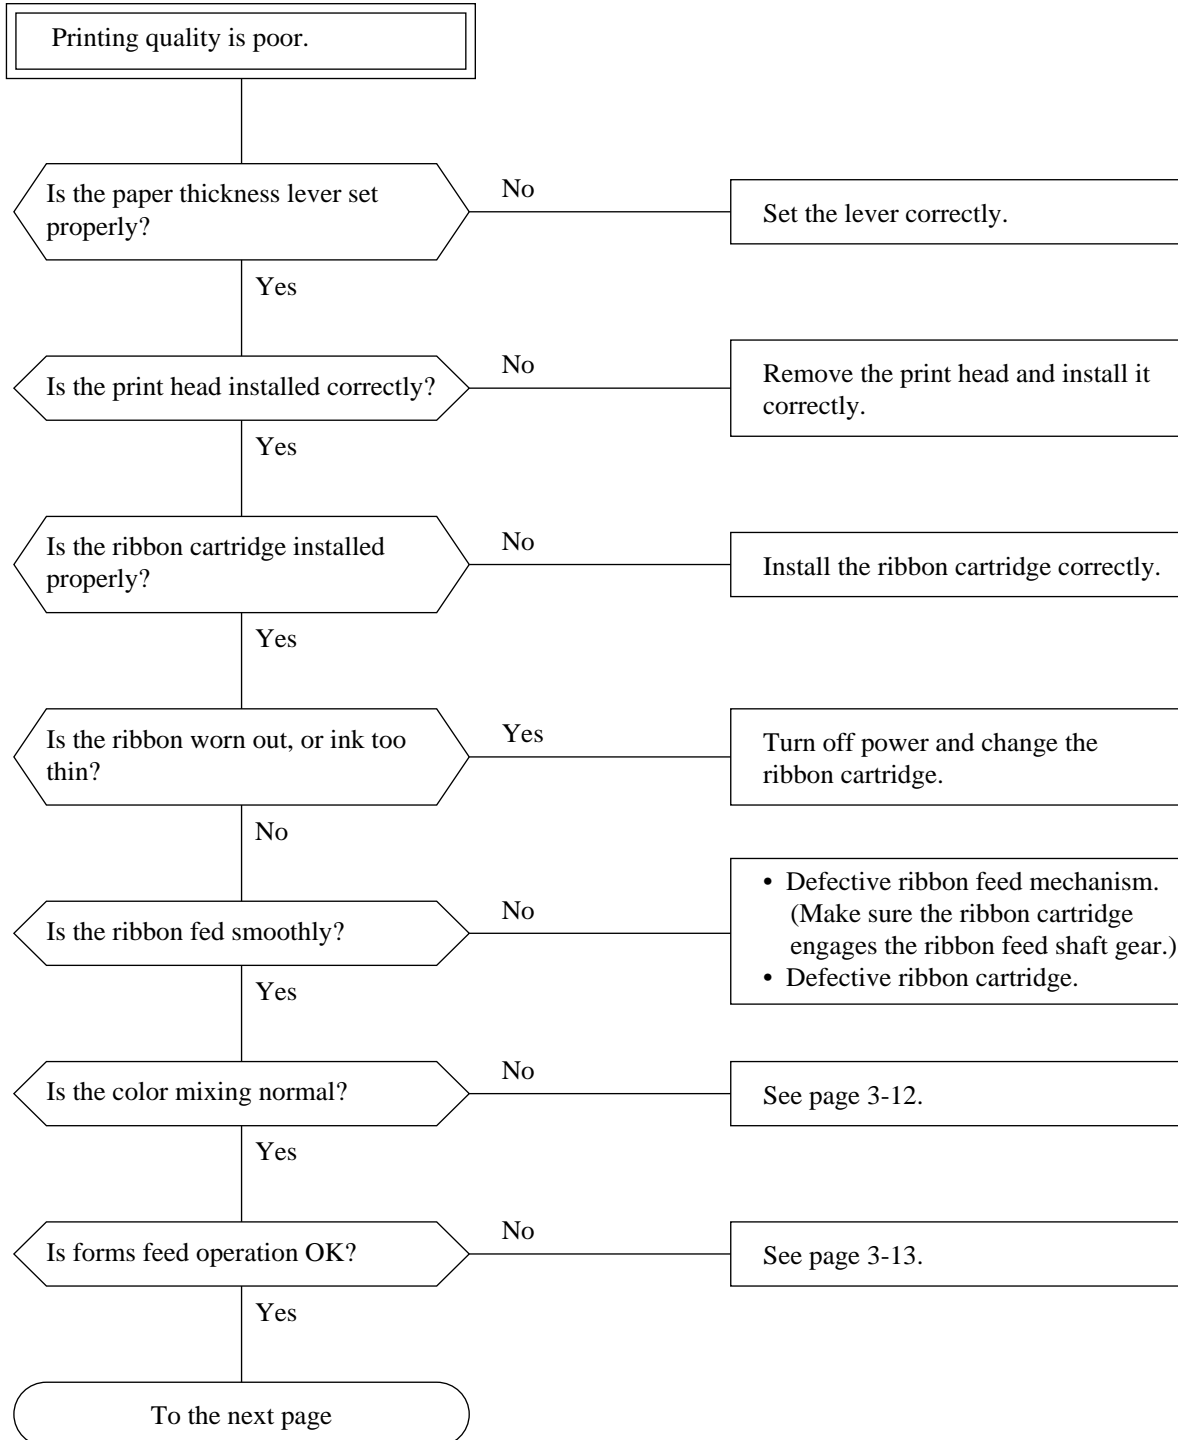 Printing quality is poor.
Is the paper thickness lever set
properly?
No
Set the lever correctly.
Yes
Is the print head installed correctly?
No
Remove the print head and install it
correctly.
Yes
Is the ribbon cartridge installed
properly?
No
Install the ribbon cartridge correctly.
Yes
Is the ribbon worn out, or ink too
thin?
Yes
Turn off power and change the
ribbon cartridge.
No
Is the ribbon fed smoothly?
No
• Defective ribbon feed mechanism.
(Make sure the ribbon cartridge
engages the ribbon feed shaft gear.)
• Defective ribbon cartridge.
Yes
Is the color mixing normal?
No
See page 3-12.
Yes
Is forms feed operation OK?
No
See page 3-13.
Yes
To the next page